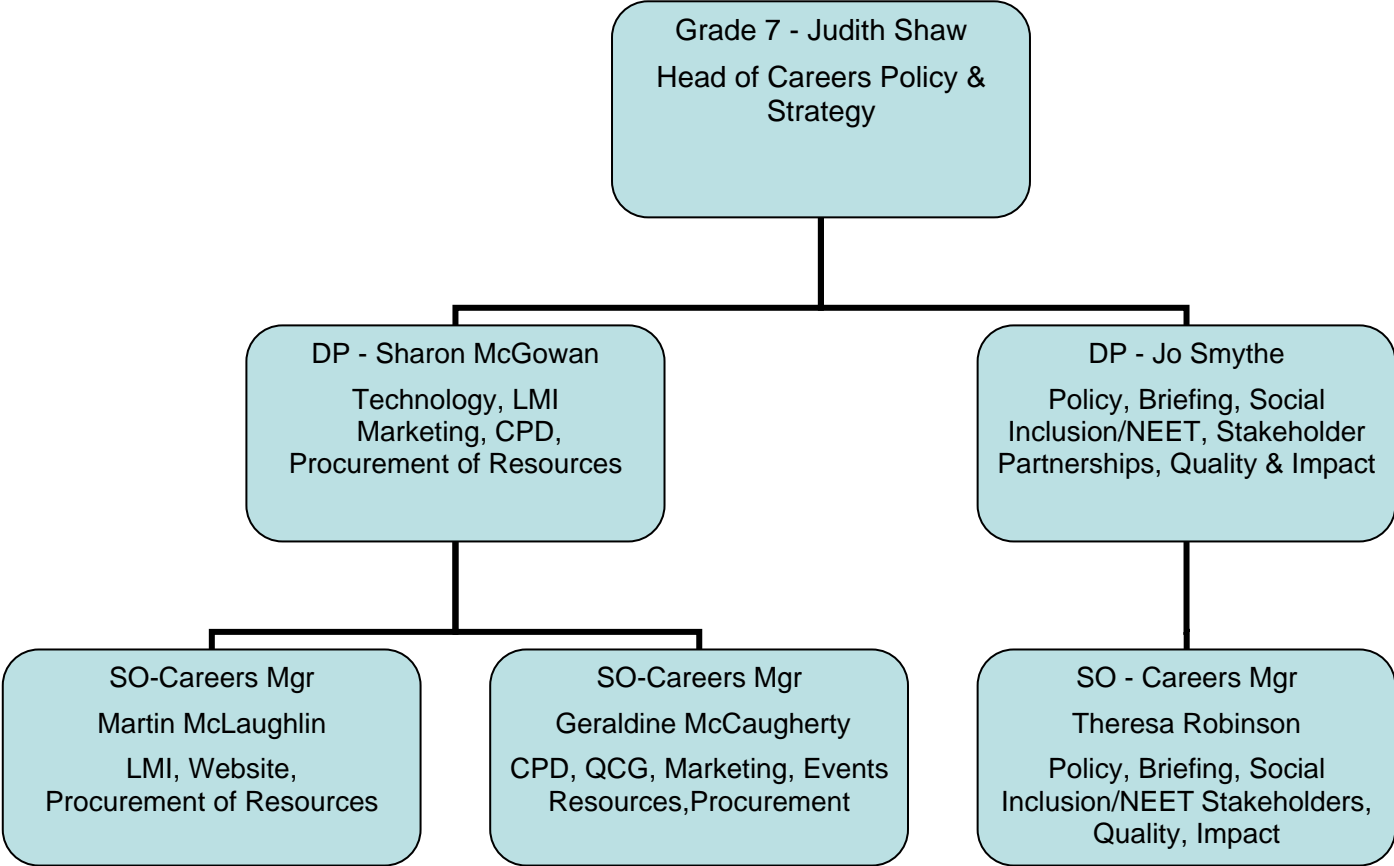 Grade 7 - Judith Shaw
Head of Careers Policy &
Strategy
DP - Sharon McGowan
Technology, LMI
Marketing, CPD,
Procurement of Resources
DP - Jo Smythe
Policy, Briefing, Social
Inclusion/NEET, Stakeholder
Partnerships, Quality & Impact
SO-Careers Mgr
Martin McLaughlin
LMI, Website,
Procurement of Resources
SO-Careers Mgr
Geraldine McCaugherty
CPD, QCG, Marketing, Events
Resources,Procurement
SO - Careers Mgr
Theresa Robinson
Policy, Briefing, Social
Inclusion/NEET Stakeholders,
Quality, Impact